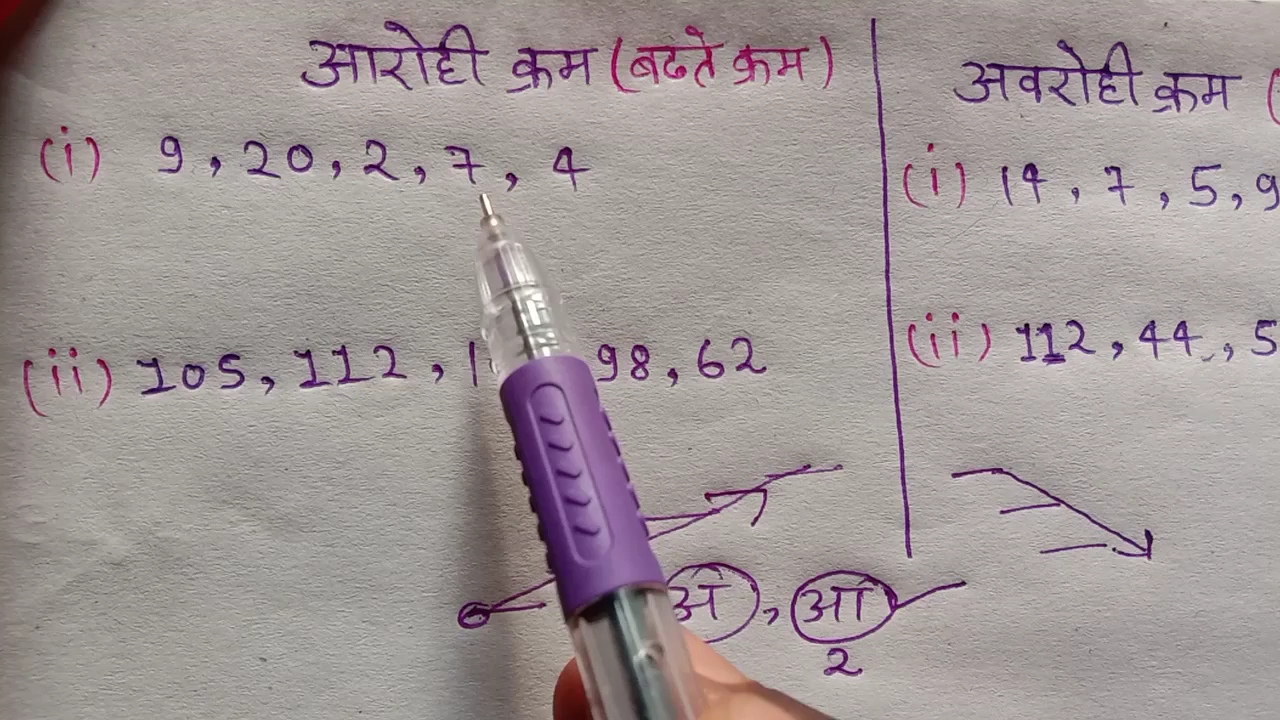 आरोही क्रम (बढते क्रम)
(i) 9, 20, 2, 7, 4
(ii) 105, 112, 98, 62
अवरोही क्रम (
(i) 14, 7, 5, 9
(ii) 112, 44, 5
अ, आ
2